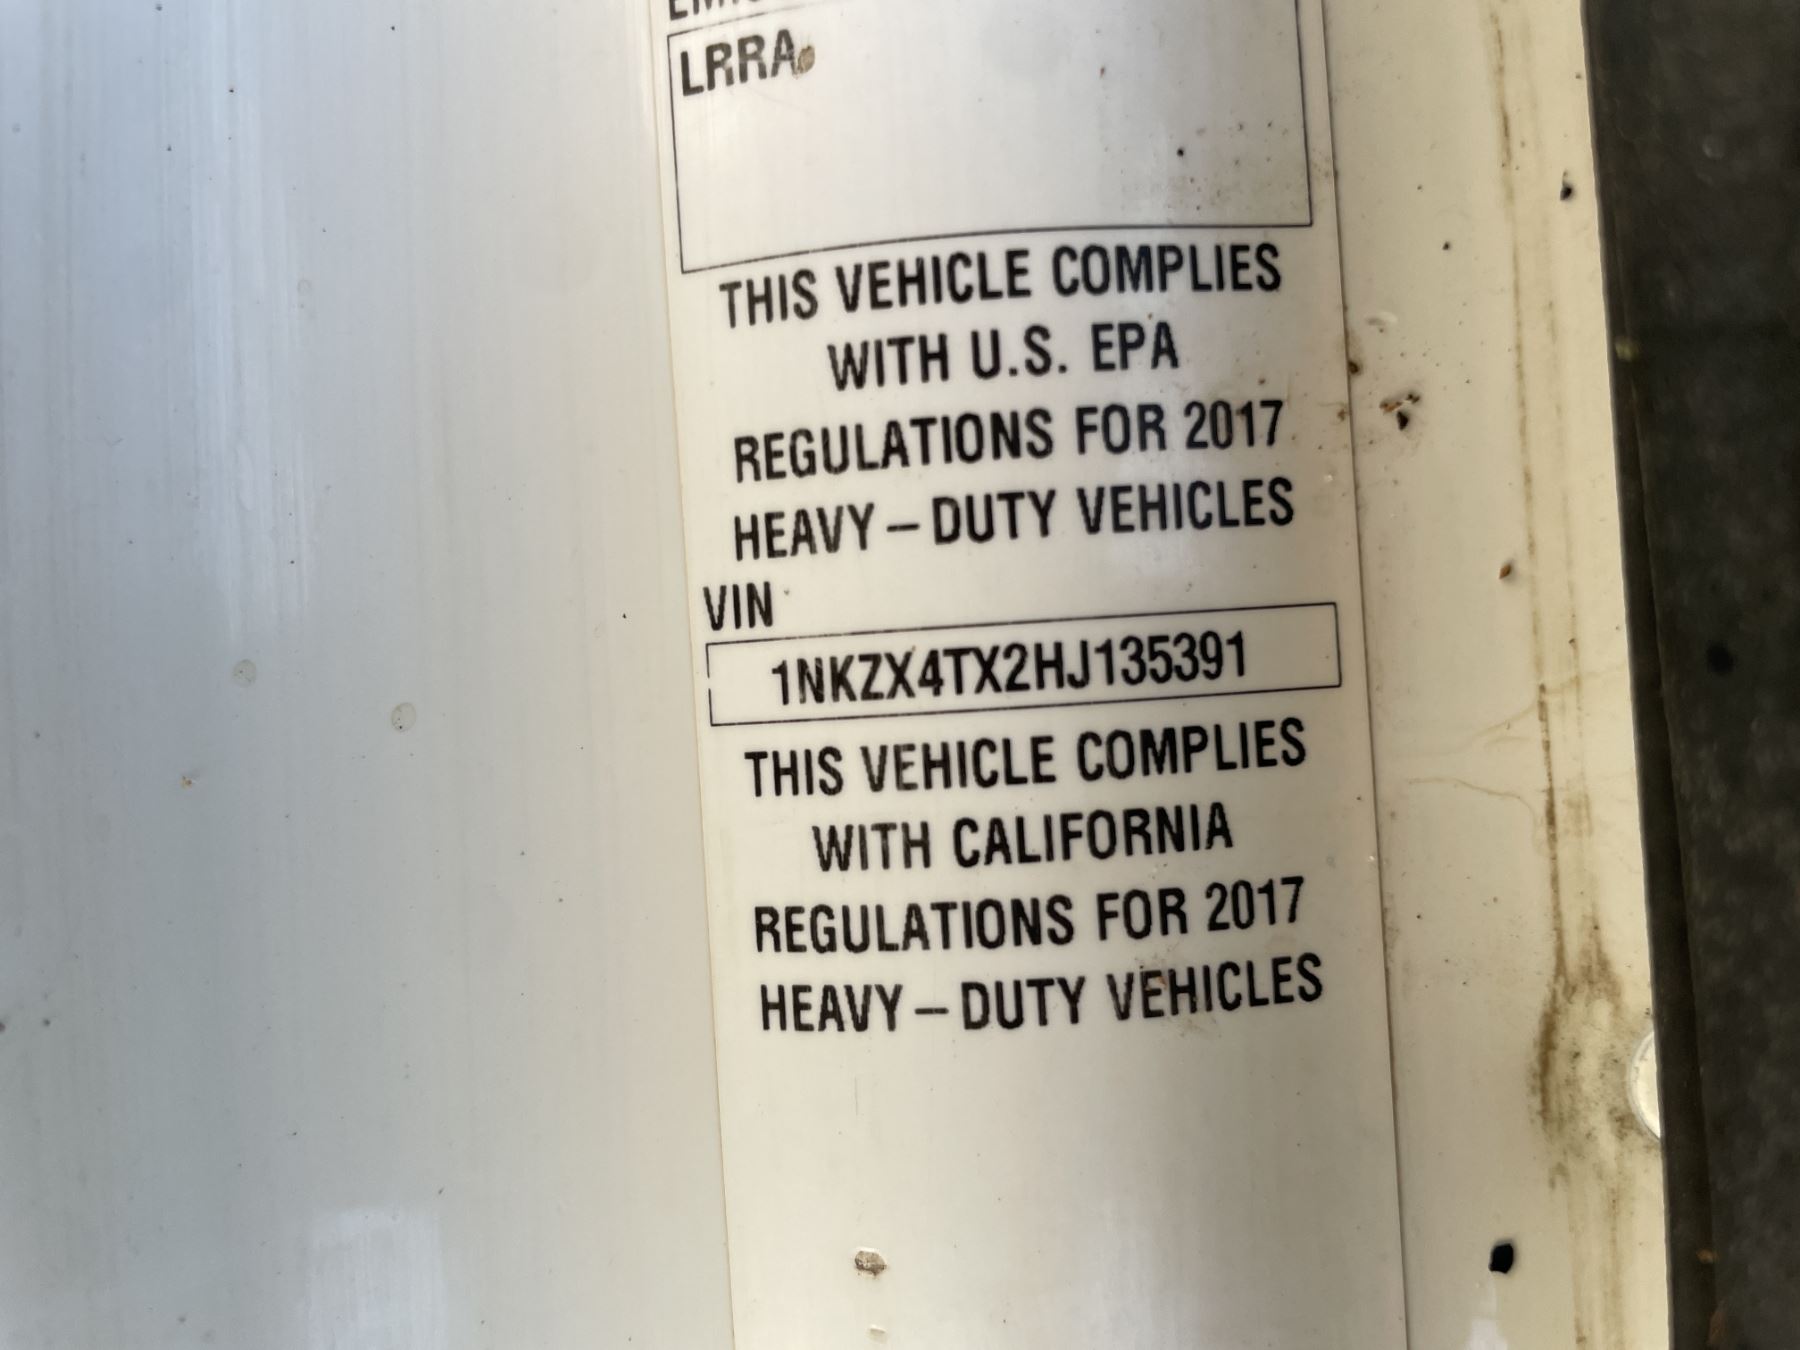 LRRA
THIS VEHICLE COMPLIES
WITH U.S. EPA
REGULATIONS FOR 2017
HEAVY – DUTY VEHICLES
VIN
1NKZX4TX2HJ135391
THIS VEHICLE COMPLIES
WITH CALIFORNIA
REGULATIONS FOR 2017
HEAVY – DUTY VEHICLES